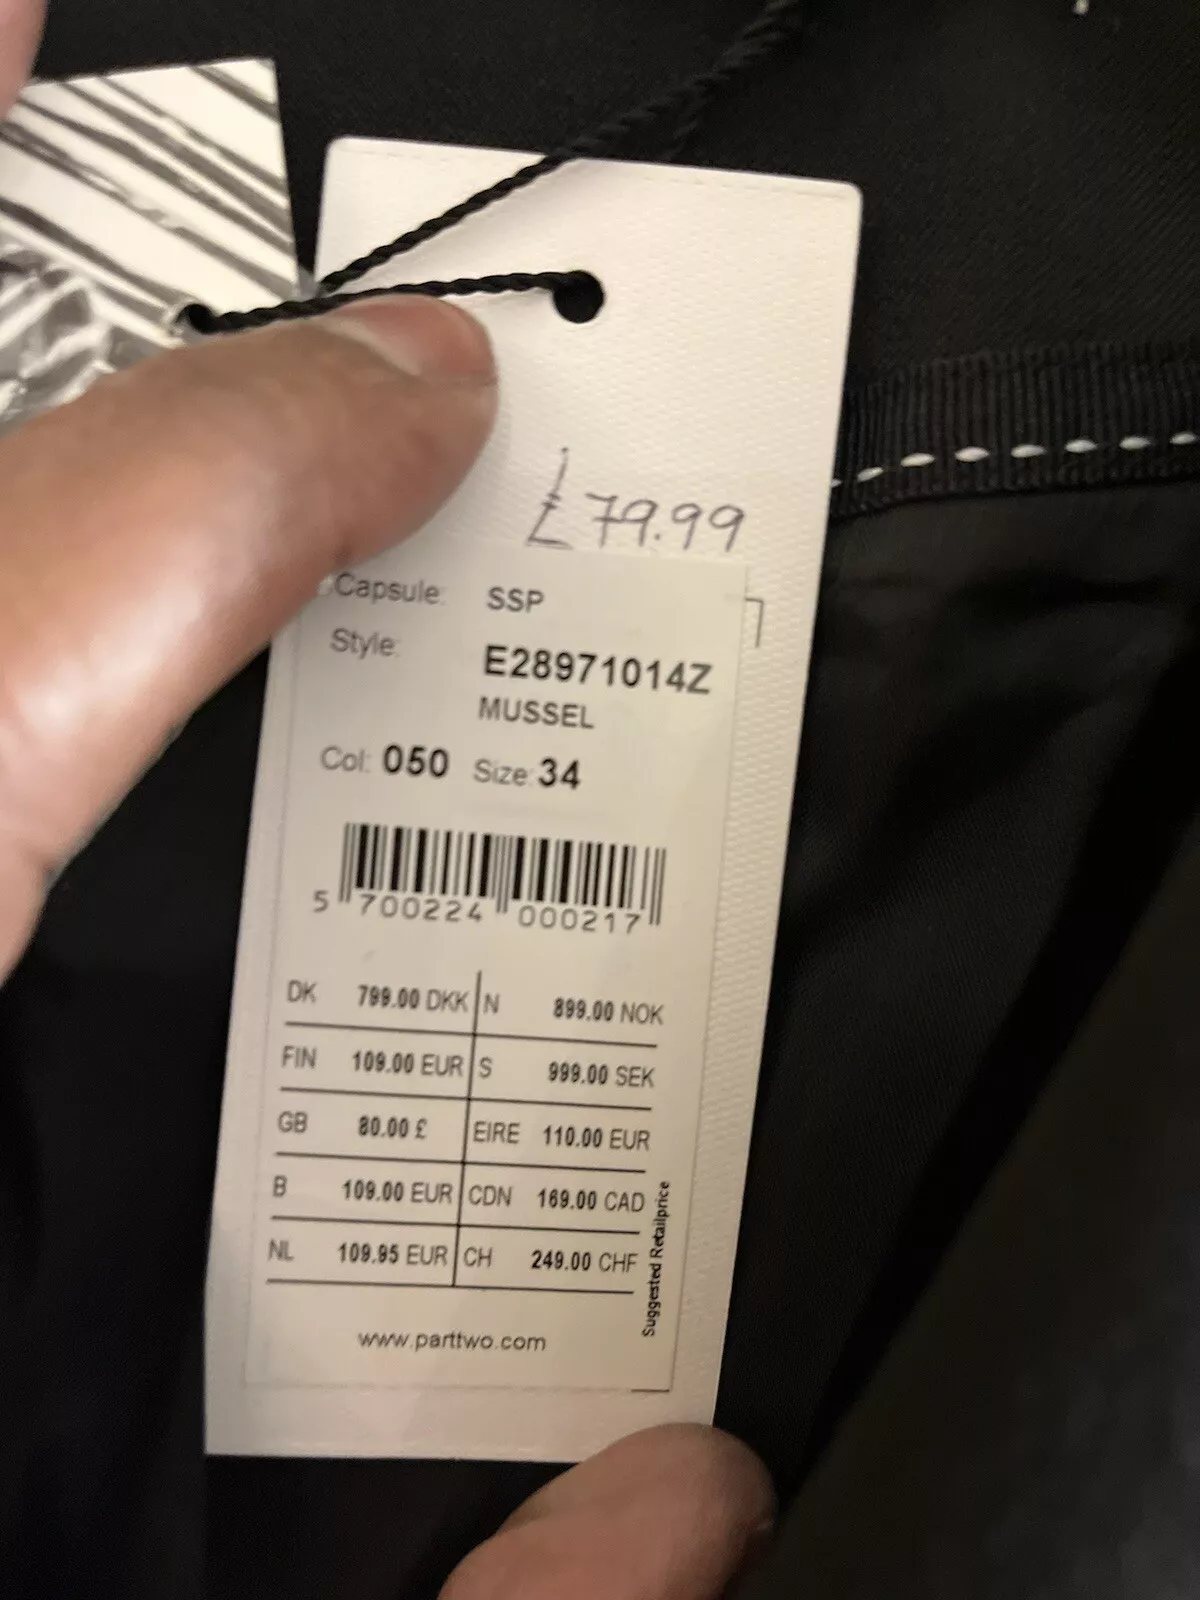 £79.99
Capsule: SSP
Style: E28971014Z
MUSSEL
Col: 050 Size: 34
5 700224 000217
DK 799.00 DKK N 899.00 NOK
FIN 109.00 EUR S 999.00 SEK
GB 80.00 £ EIRE 110.00 EUR
B 109.00 EUR CDN 169.00 CAD
NL 109.95 EUR CH 249.00 CHF
Suggested Retailprice
www.parttwo.com